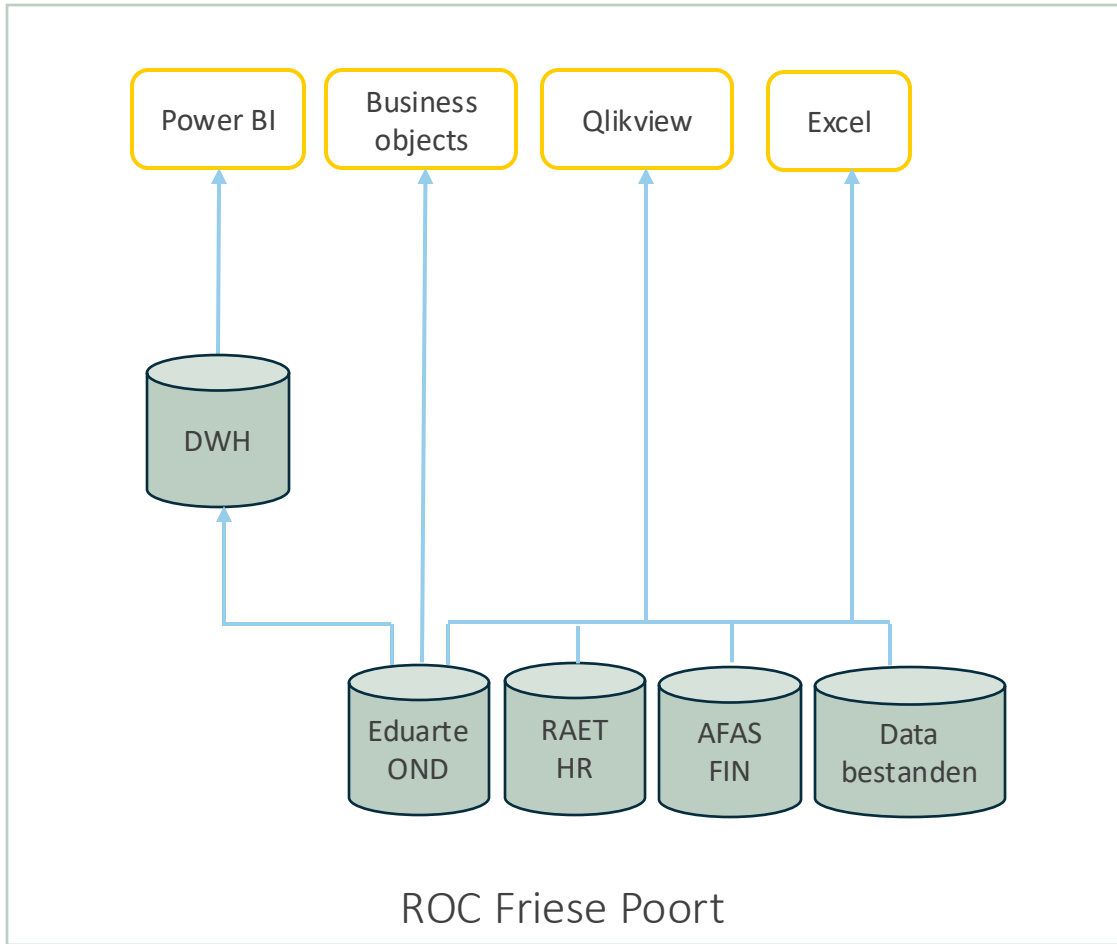 Power BI
Business
objects
Qlikview
Excel
DWH
Eduarte
OND
RAET
HR
AFAS
FIN
Data
bestanden
ROC Friese Poort